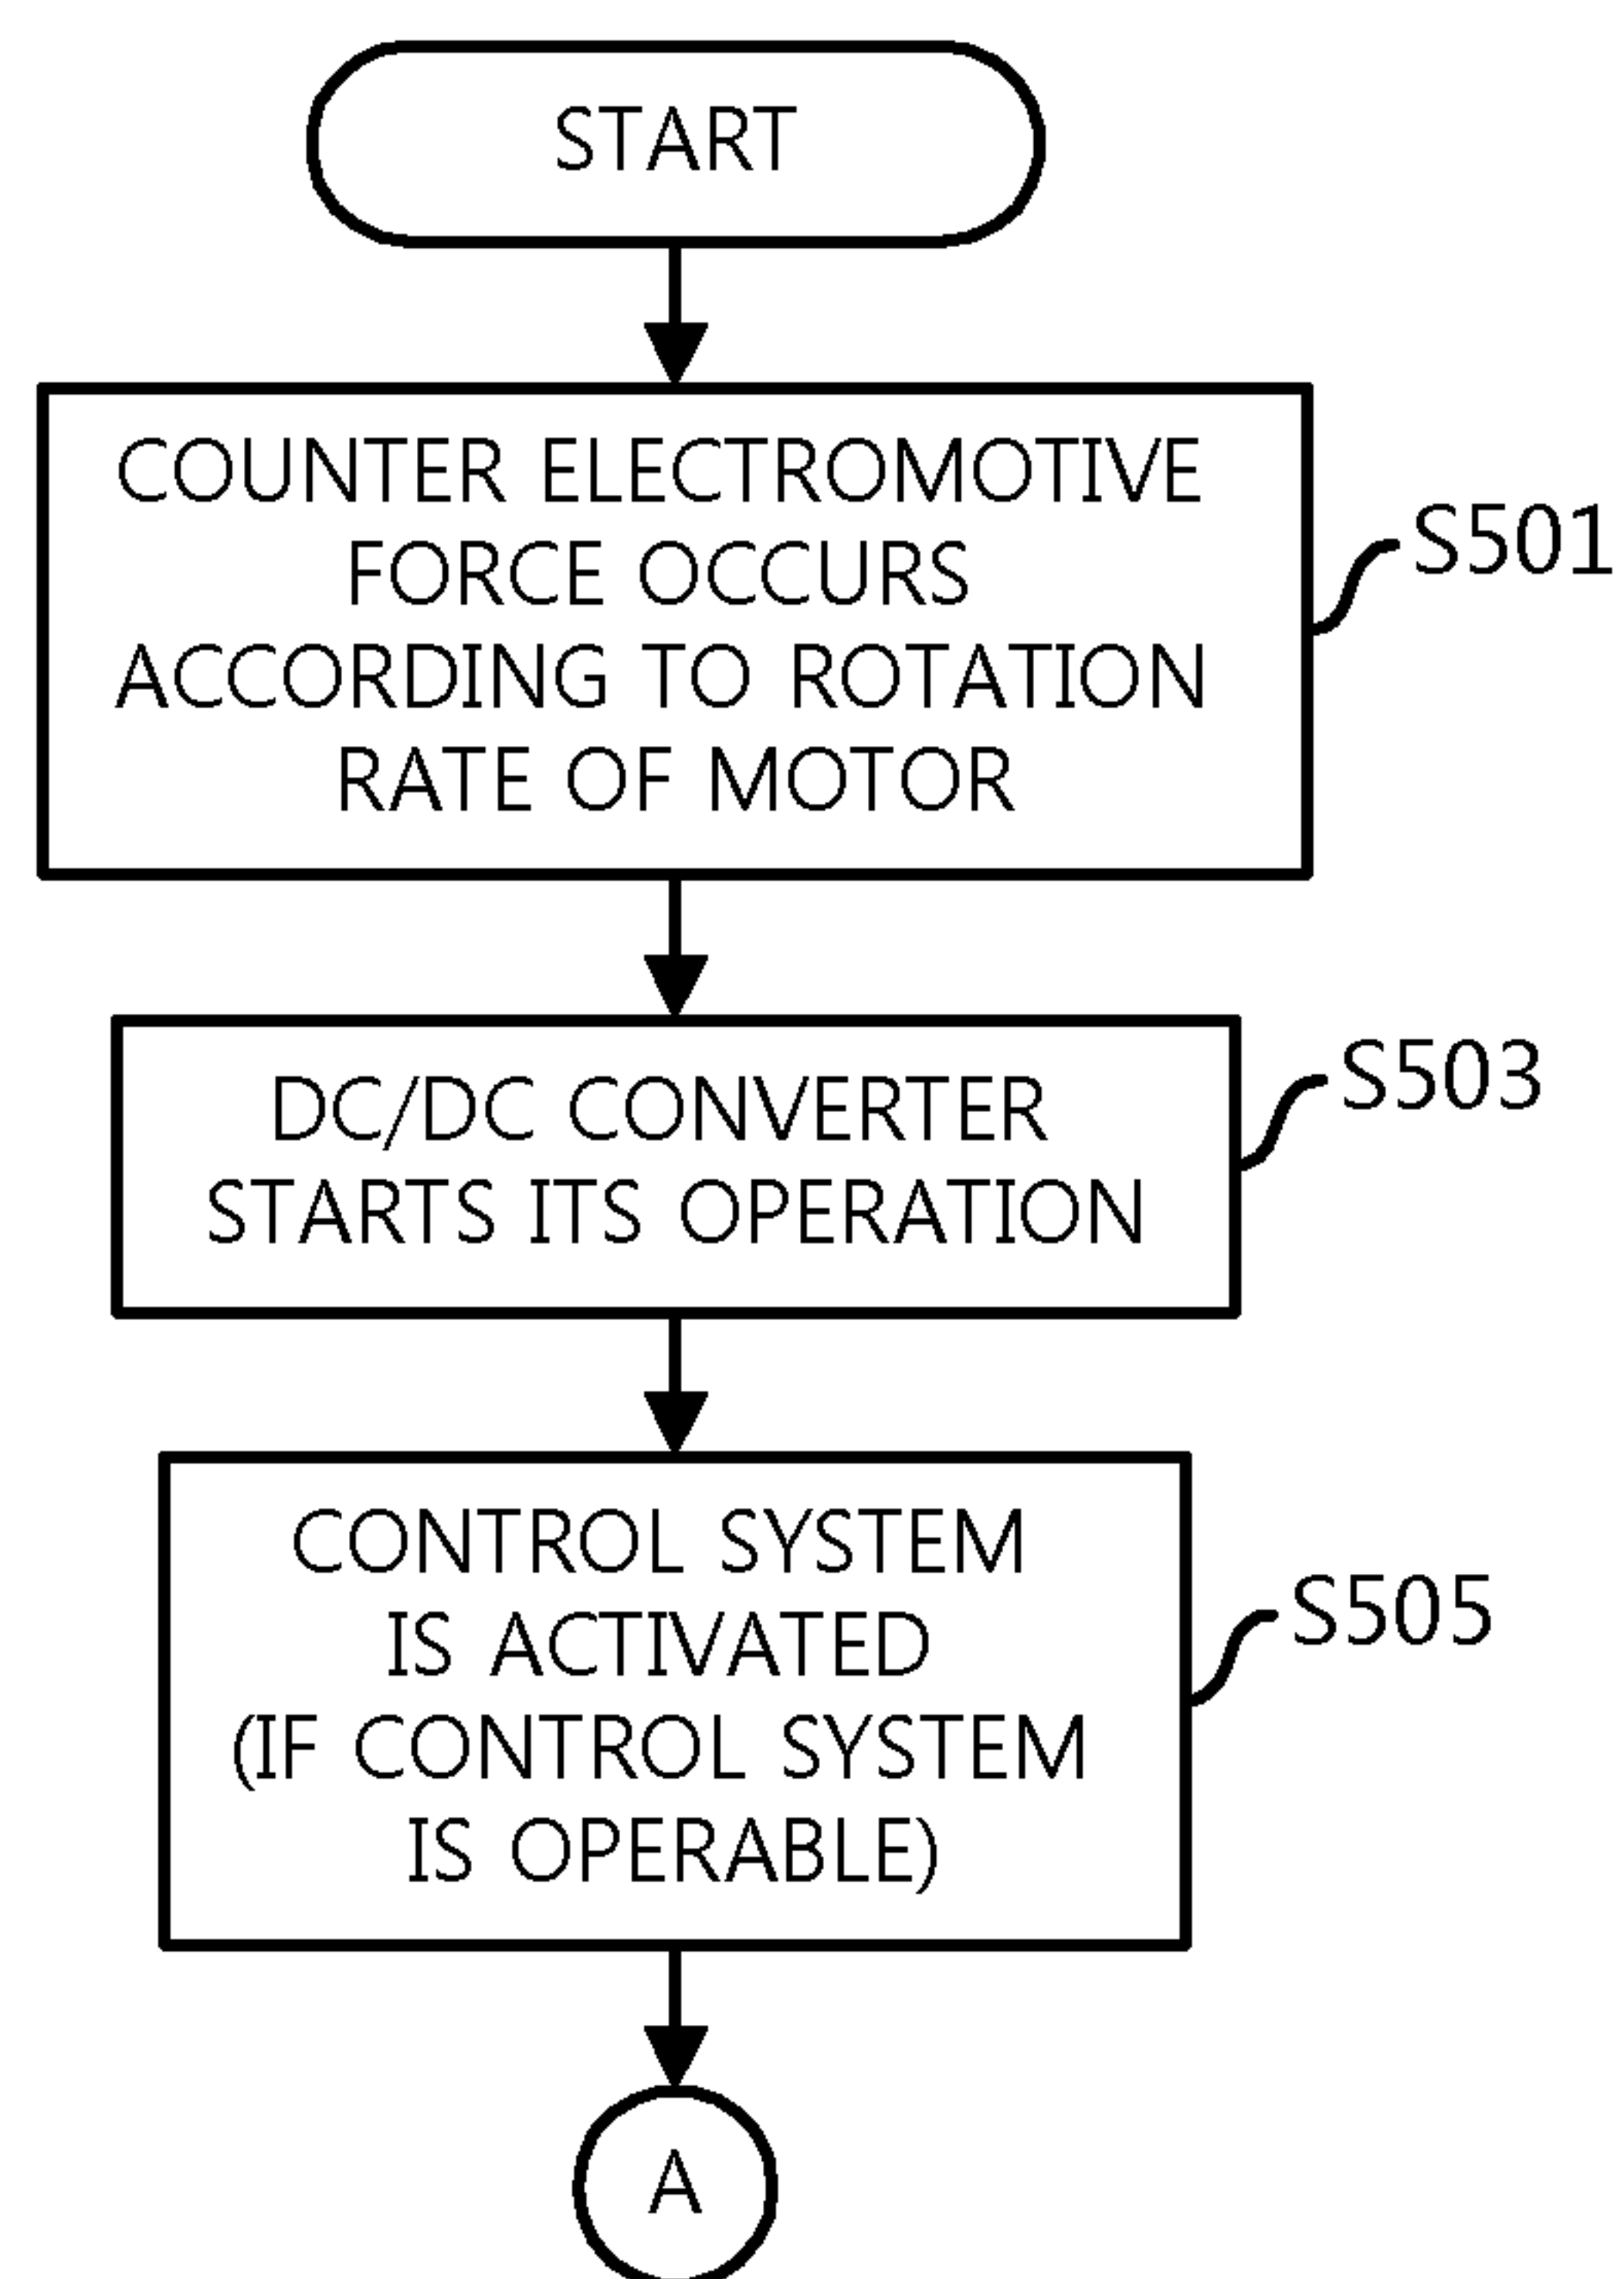 START
COUNTER ELECTROMOTIVE
FORCE OCCURS
ACCORDING TO ROTATION
RATE OF MOTOR
S501
DC/DC CONVERTER
STARTS ITS OPERATION
S503
CONTROL SYSTEM
IS ACTIVATED
(IF CONTROL SYSTEM
IS OPERABLE)
S505
A